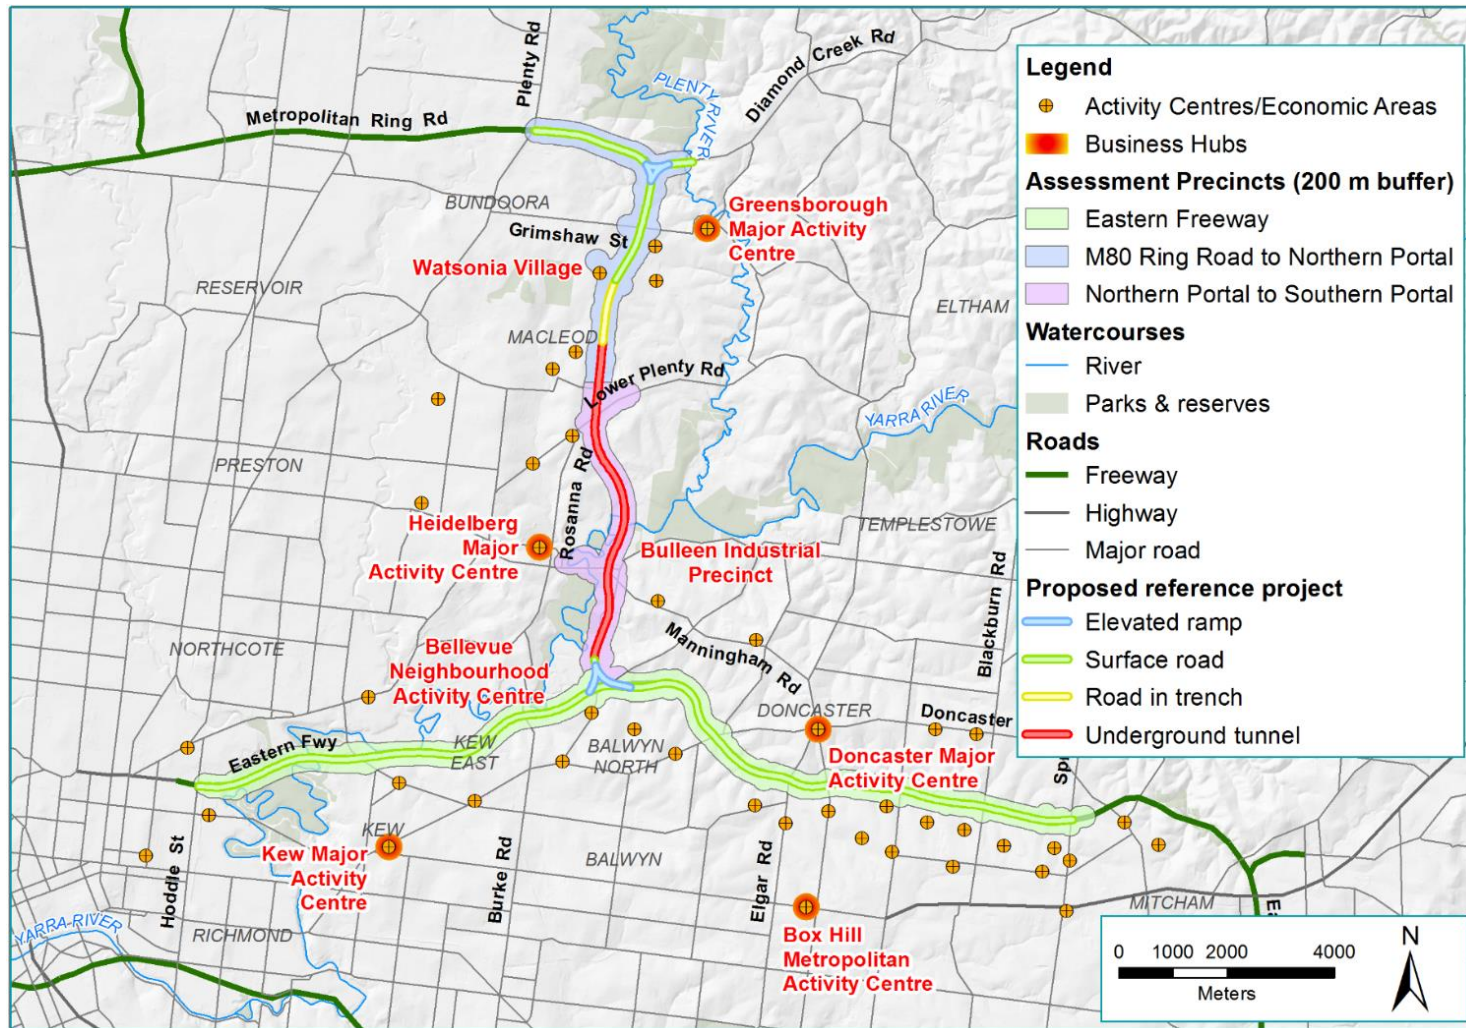 Plenty Rd
Diamond Creek Rd
PLENTY RIVER
Metropolitan Ring Rd
BUNDOORA
Grimshaw St
Greensborough
Major Activity
Centre
Watsonia Village
RESERVOIR
ELTHAM
MACLEOD
Lower Plenty Rd
YARRA RIVER
PRESTON
Rosanna Rd
Heidelberg
Major
Activity Centre
TEMPLESTOWE
Bulleen Industrial
Precinct
Blackburn Rd
Manningham Rd
NORTHCOTE
Bellevue
Neighbourhood
Activity Centre
DONCASTER
Doncaster
Eastern Fwy
KEW
EAST
BALWYN
NORTH
Doncaster Major
Activity Centre
Hoddle St
KEW
Kew Major
Activity
Centre
Burke Rd
BALWYN
Elgar Rd
MITCHAM
RICHMOND
YARRA RIVER
Box Hill
Metropolitan
Activity Centre
Legend
Activity Centres/Economic Areas
Business Hubs
Assessment Precincts (200 m buffer)
Eastern Freeway
M80 Ring Road to Northern Portal
Northern Portal to Southern Portal
Watercourses
River
Parks & reserves
Roads
Freeway
Highway
Major road
Proposed reference project
Elevated ramp
Surface road
Road in trench
Underground tunnel
0 1000 2000 4000
Meters
N